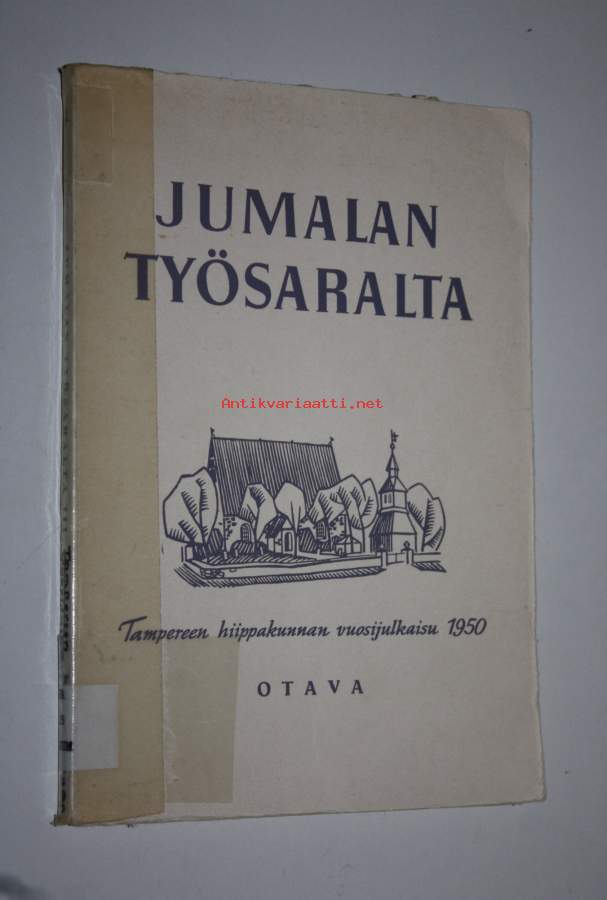 JUMALAN
TYÖSARALTA
Antikvariaatti.net
Tampereen hiippakunnan vuosijulkaisu 1950
OTAVA